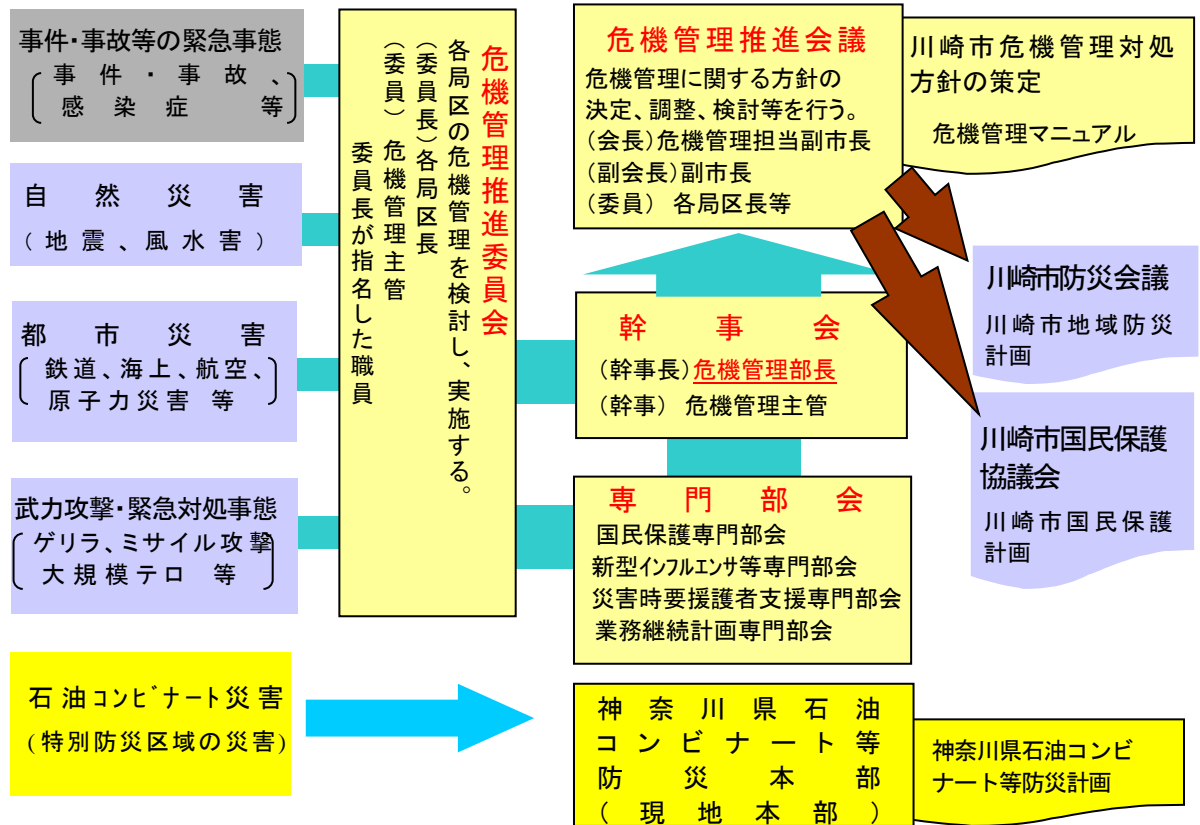 事件・事故等の緊急事態
事件・事故、
感染症等
自然災害
(地震、風水害)
都市災害
鉄道、海上、航空、
原子力災害 等
武力攻撃・緊急対処事態
ゲリラ、ミサイル攻撃
大規模テロ 等
石油コンビナート災害
(特別防災区域の災害)
危機管理推進委員会
各局区の危機管理を検討し、実施する。
(委員長)各局区長
(委員) 危機管理主管
委員長が指名した職員
危機管理推進会議
危機管理に関する方針の
決定、調整、検討等を行う。
(会長)危機管理担当副市長
(副会長)副市長
(委員) 各局区長等
幹事会
(幹事長)危機管理部長
(幹事) 危機管理主管
専門部会
国民保護専門部会
新型インフルエンサ等専門部会
災害時要援護者支援専門部会
業務継続計画専門部会
神奈川県石油
コンビナート等
防災本部
(現地本部)
川崎市危機管理対処
方針の策定
危機管理マニュアル
川崎市防災会議
川崎市地域防災
計画
川崎市国民保護
協議会
川崎市国民保護
計画
神奈川県石油コンビ
ナート等防災計画